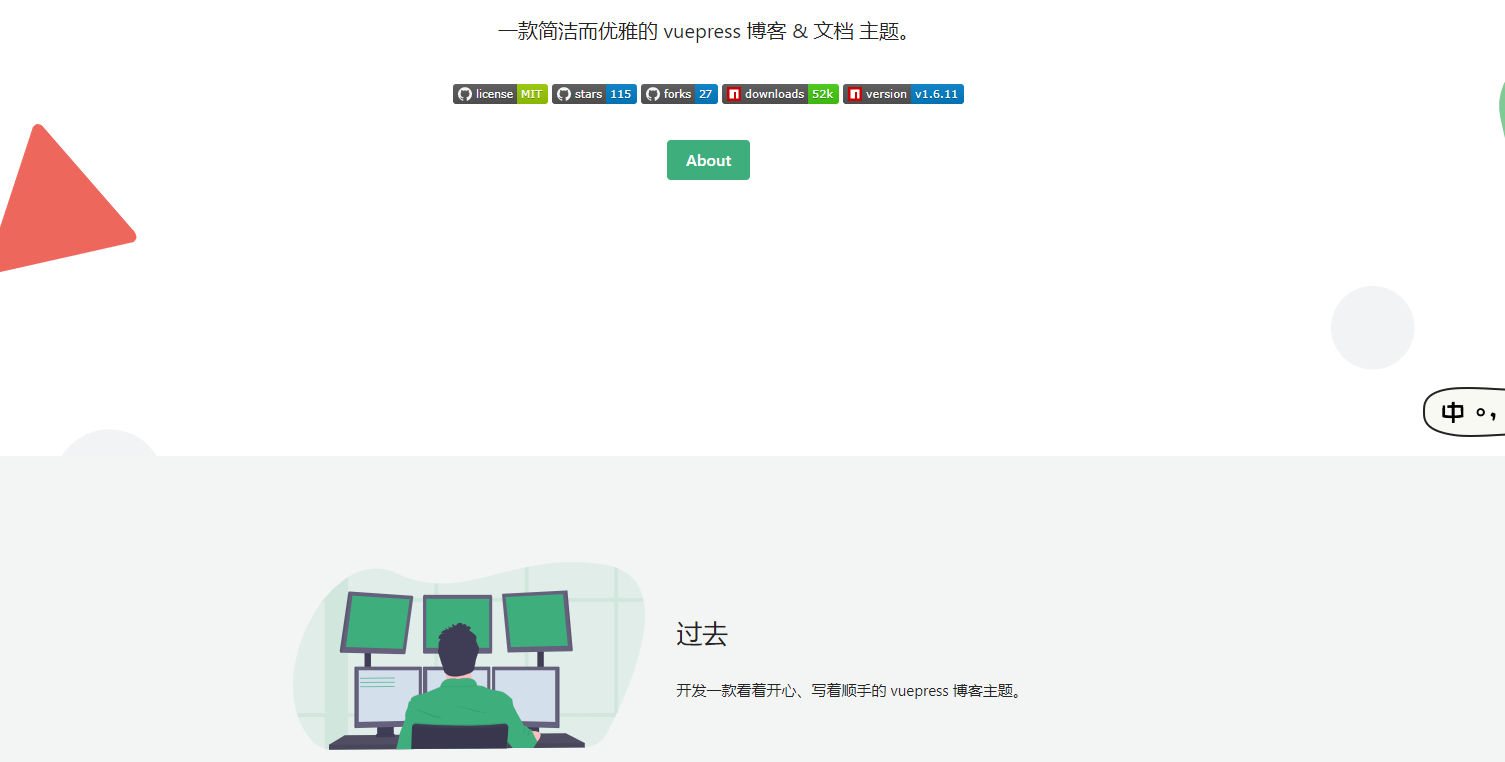 一款简洁而优雅的 vuepress 博客 & 文档 主题。
license MIT stars 115 forks 27 downloads 52k version v1.6.11
About
中 。,
过去
开发一款看着开心、写着顺手的 vuepress 博客主题。